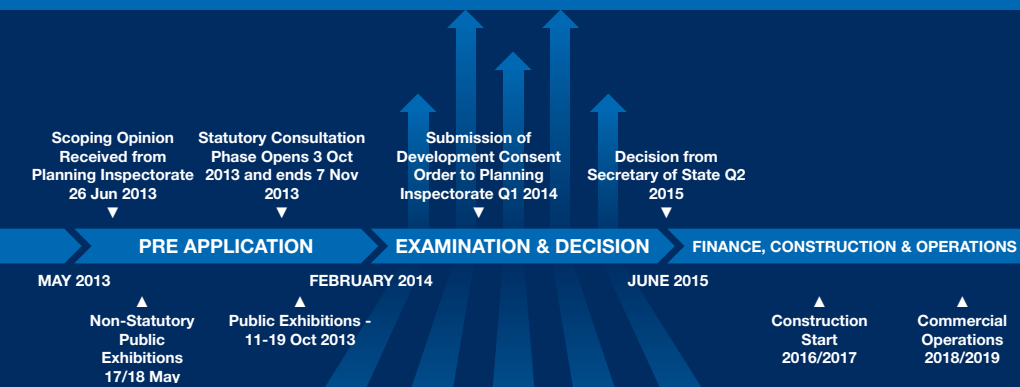 Scoping Opinion
Received from
Planning Inspectorate
26 Jun 2013
▼
Statutory Consultation
Phase Opens 3 Oct
2013 and ends 7 Nov
2013
▼
Submission of
Development Consent
Order to Planning
Inspectorate Q1 2014
▼
Decision from
Secretary of State Q2
2015
▼
PRE APPLICATION
EXAMINATION & DECISION
FINANCE, CONSTRUCTION & OPERATIONS
MAY 2013
FEBRUARY 2014
JUNE 2015
▲
Non-Statutory
Public
Exhibitions
17/18 May
▲
Public Exhibitions -
11-19 Oct 2013
▲
Construction
Start
2016/2017
▲
Commercial
Operations
2018/2019